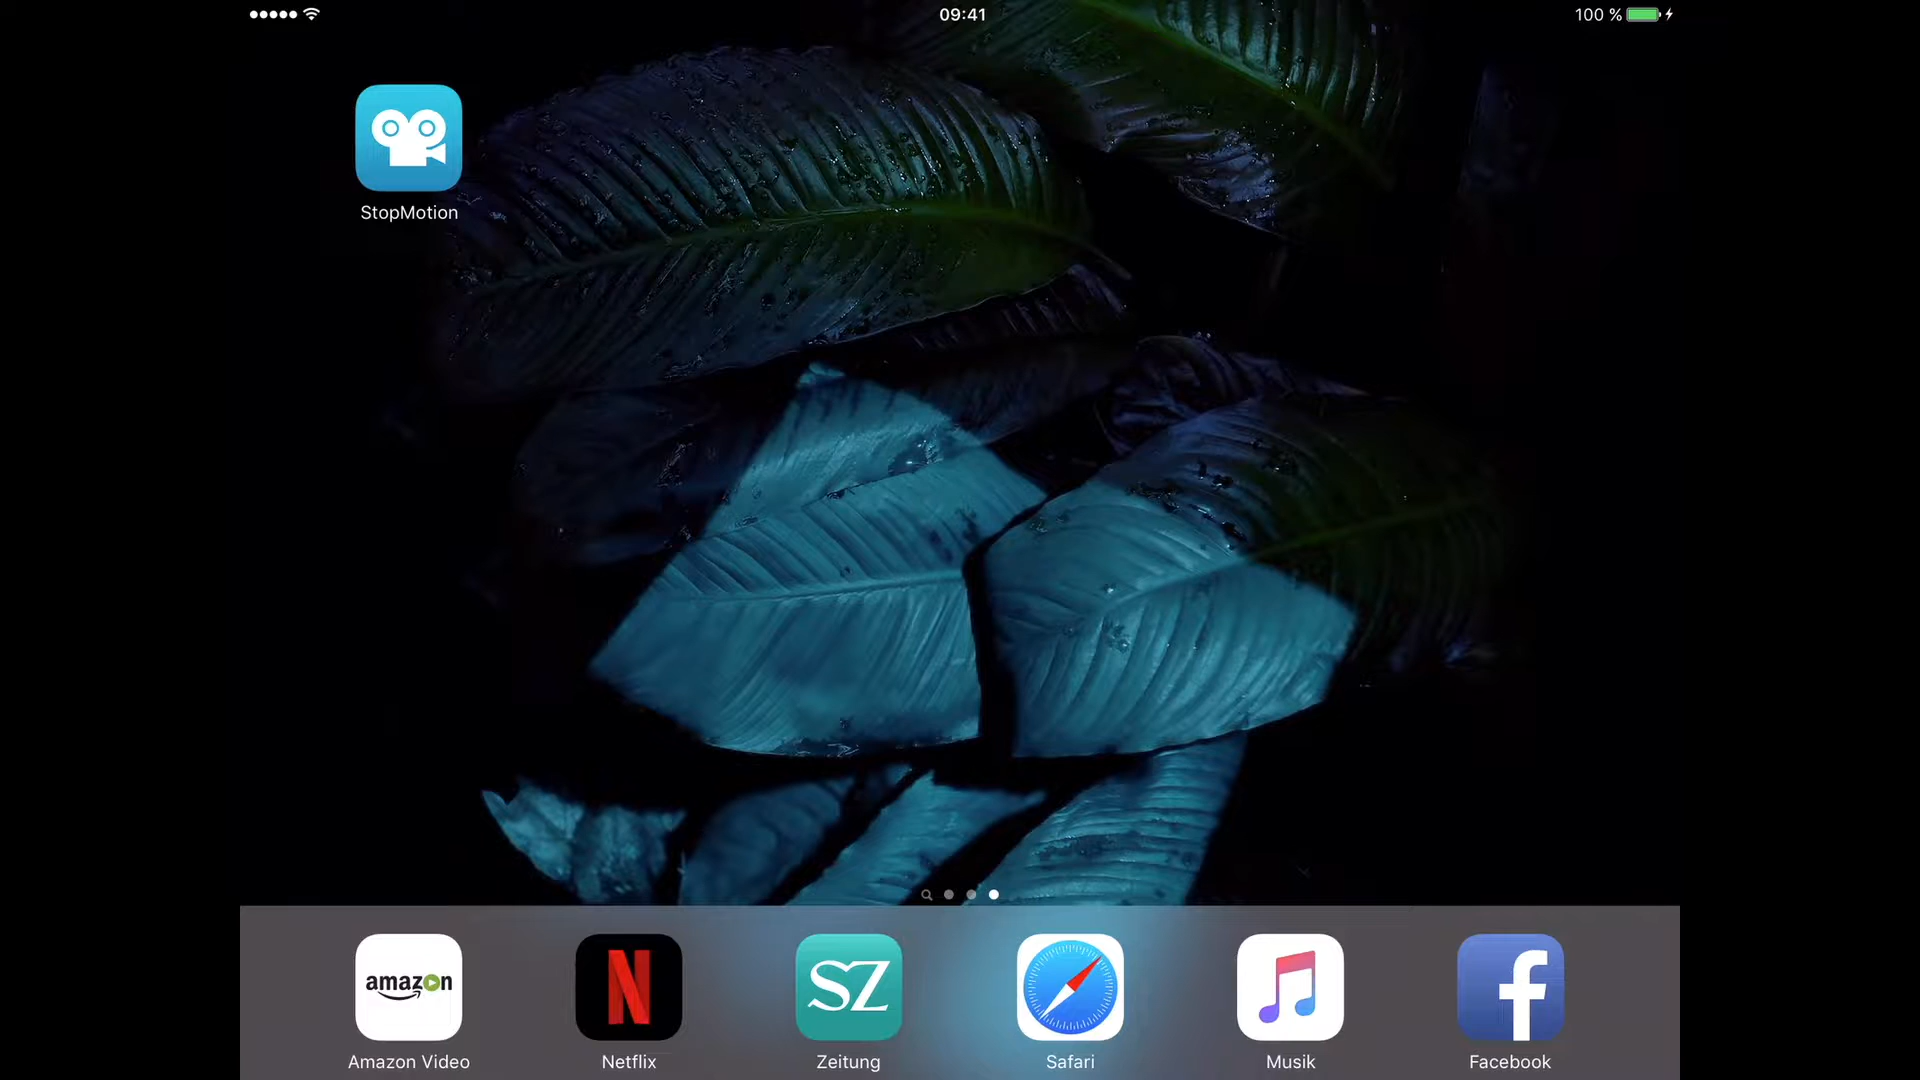 09:41
100 %
StopMotion
amazon
N
SZ
f
Amazon Video
Netflix
Zeitung
Safari
Musik
Facebook